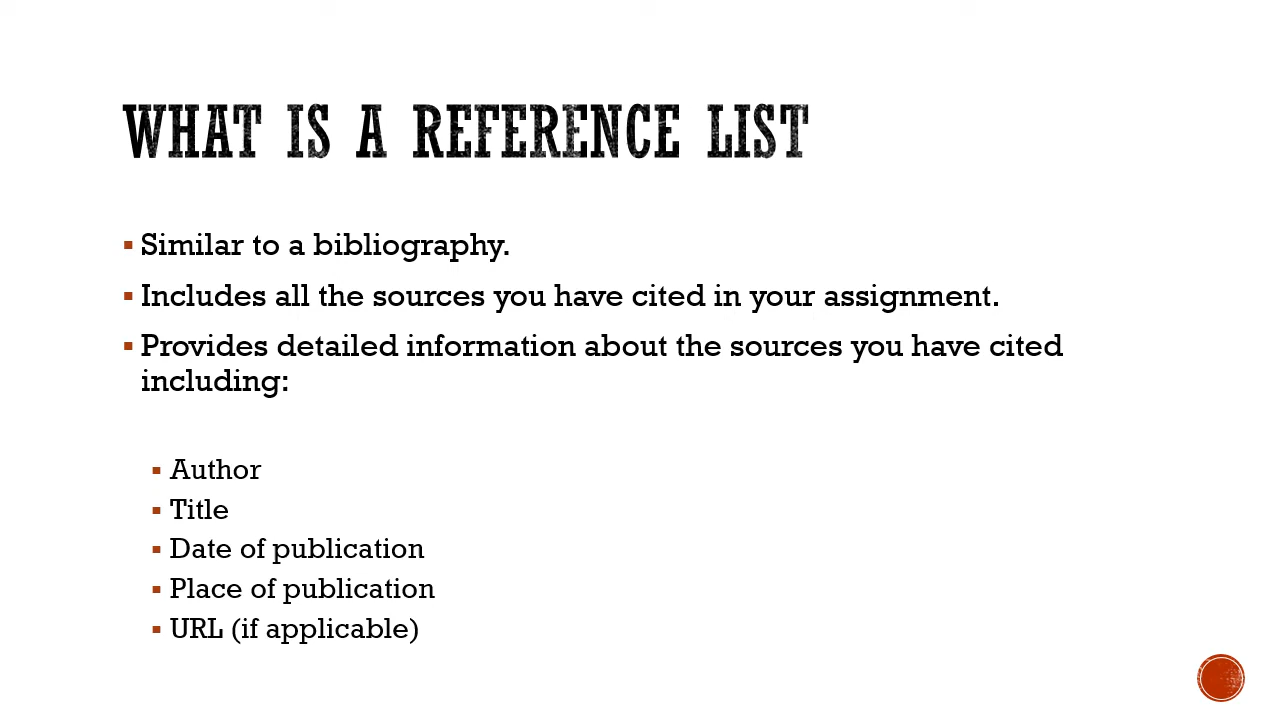 WHAT IS A REFERENCE LIST
Similar to a bibliography.
Includes all the sources you have cited in your assignment.
Provides detailed information about the sources you have cited
including:
Author
Title
Date of publication
Place of publication
URL (if applicable)